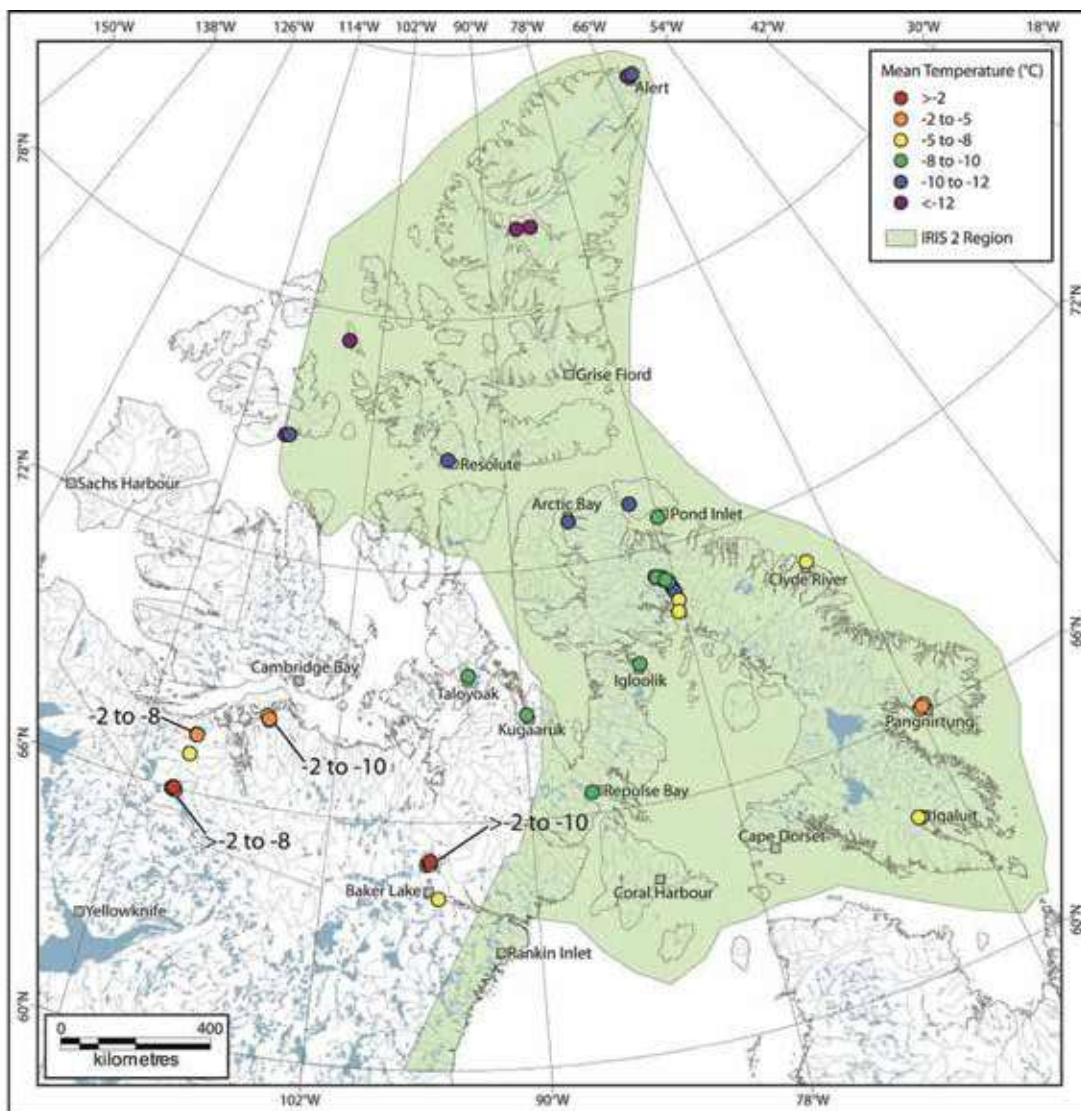 150°W 138°W 126°W 114°W 102°W 90°W 78°W 66°W 54°W 42°W 30°W 18°W
Mean Temperature (°C)
>-2
-2 to -5
-5 to -8
-8 to -10
-10 to -12
<-12
IRIS 2 Region
Alert
78°N
72°N
Grise Fiord
Resolute
72°N
Sachs Harbour
Arctic Bay
Pond Inlet
Clyde River
66°N
Cambridge Bay
Taloyoak
Igloolik
Kugaaruk
Pangnirtung
-2 to -8
-2 to -10
66°N
Repulse Bay
Iqaluit
>-2 to -10
>-2 to -8
Cape Dorset
Baker Lake
Coral Harbour
Yellowknife
60°N
Rankin Inlet
60°N
0 400
kilometres
102°W 90°W 78°W